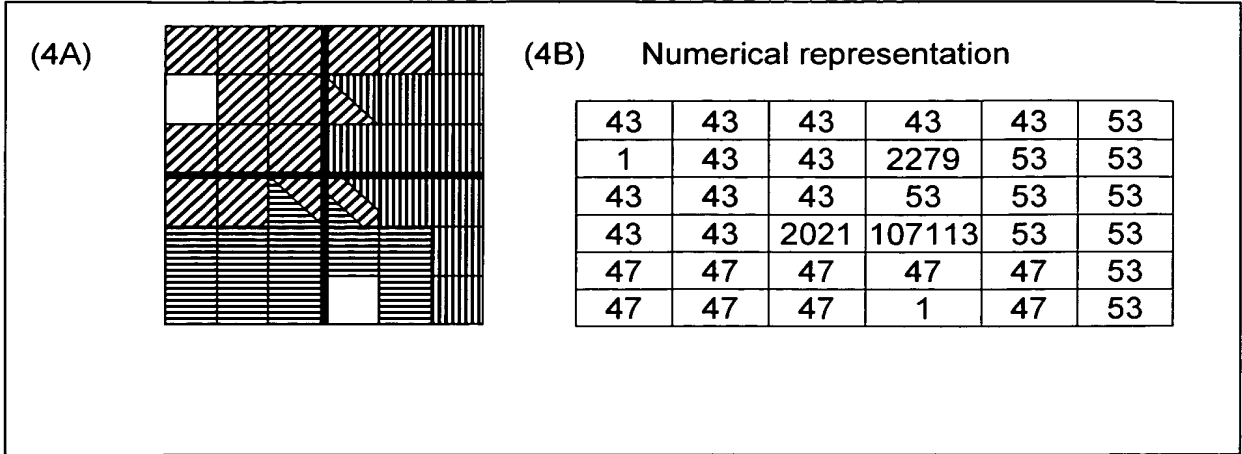 (4A) (4B) Numerical representation
43 43 43 43 43 53
1 43 43 2279 53 53
43 43 43 53 53 53
43 43 2021 107113 53 53
47 47 47 47 47 53
47 47 47 1 47 53